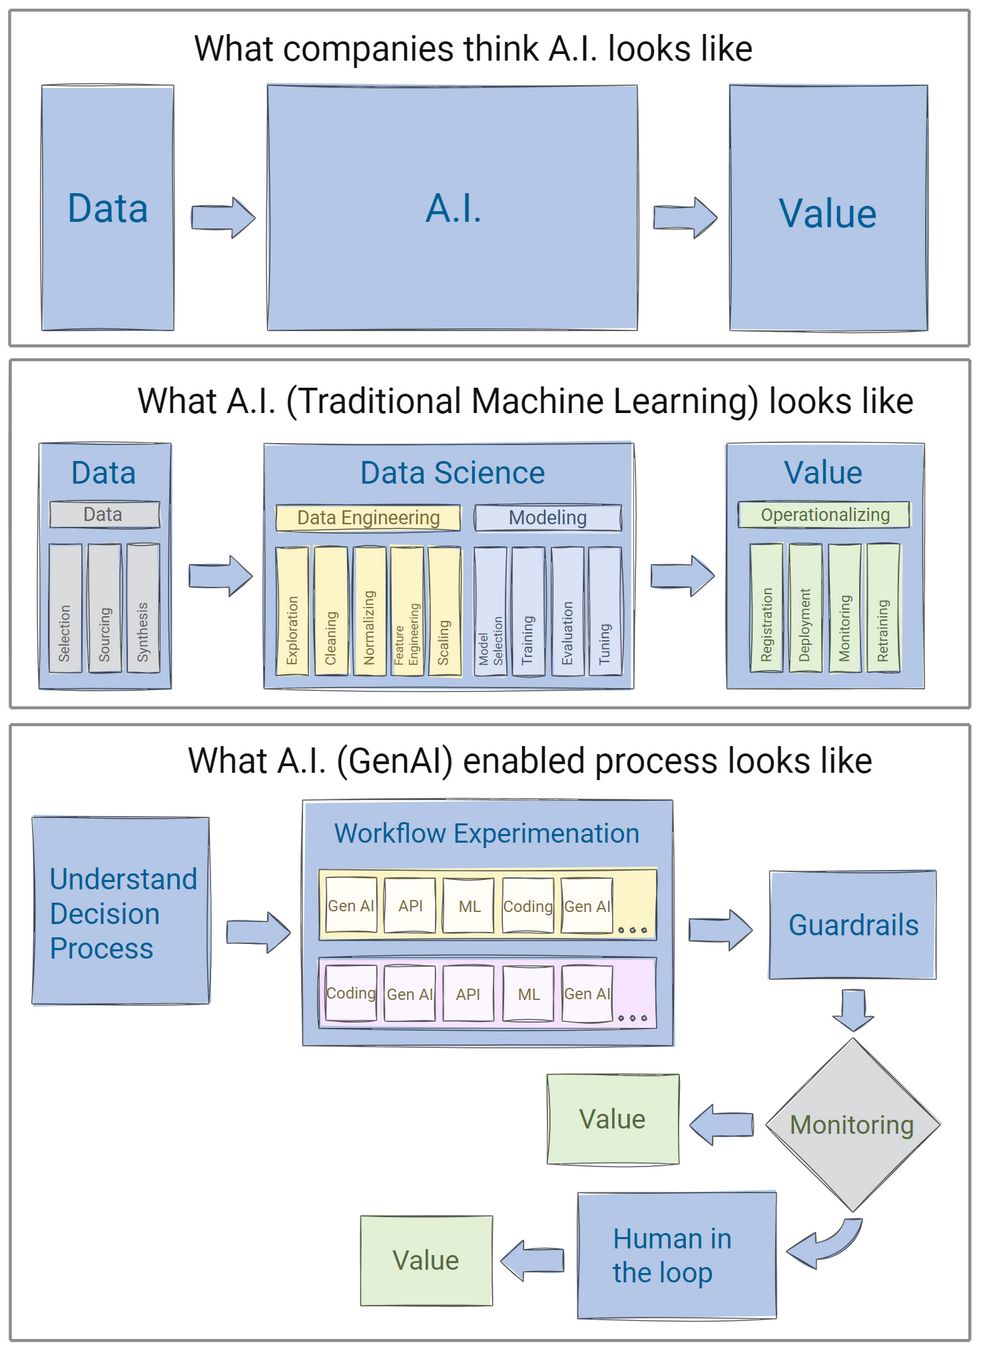 What companies think A.I. looks like
Data
A.I.
Value
What A.I. (Traditional Machine Learning) looks like
Data
Data
Selection
Sourcing
Synthesis
Data Science
Data Engineering
Exploration
Cleaning
Normalizing
Feature
Engineering
Scaling
Modeling
Model
Selection
Training
Evaluation
Tuning
Value
Operationalizing
Registration
Deployment
Monitoring
Retraining
What A.I. (GenAI) enabled process looks like
Understand
Decision
Process
Workflow Experimenation
Gen AI
API
ML
Coding
Gen AI
...
Coding
Gen AI
API
ML
Gen AI
...
Guardrails
Monitoring
Value
Human in
the loop
Value